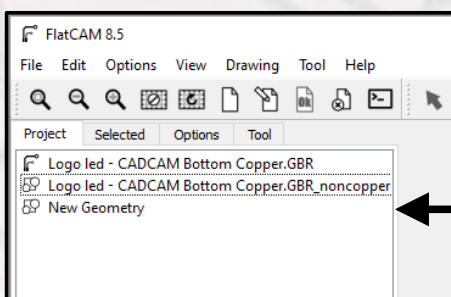 FlatCAM 8.5
File Edit Options View Drawing Tool Help
Ok >_
Project Selected Options Tool
Logo led - CADCAM Bottom Copper.GBR
Logo led - CADCAM Bottom Copper.GBR_noncopper
New Geometry